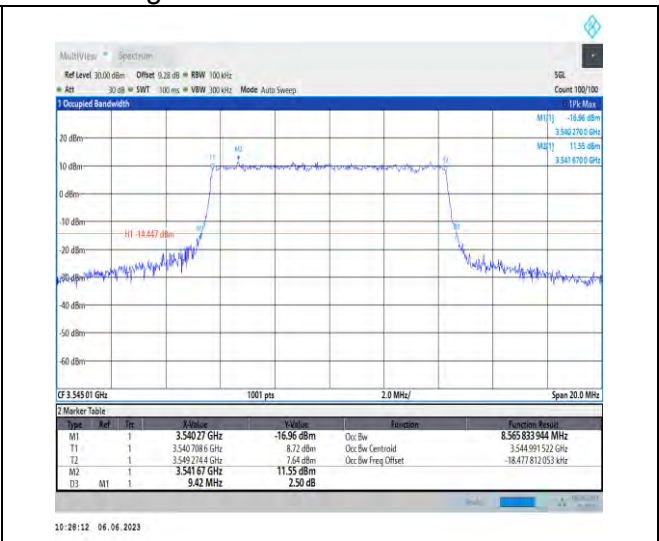 MultiView Spectrum
Ref Level 30.00 dBm Offset 9.28 dB RBW 100 kHz SGL
Att 30 dB SWT 100 ms VBW 300 kHz Mode Auto Sweep Count 100/100
1 Occupied Bandwidth 1Pk Max
M1[1] -16.96 dBm
3.540 2700 GHz
20 dBm M2[1] 11.55 dBm
M2 3.541 6700 GHz
T1 T2
10 dBm
0 dBm
-10 dBm
H1 -14.447 dBm
-20 dBm
-30 dBm
-40 dBm
-50 dBm
-60 dBm
CF 3.545 01 GHz 1001 pts 2.0 MHz/ Span 20.0 MHz
2 Marker Table
Type Ref Trc X-Value Y-Value Function Function Result
M1 1 3.540 27 GHz -16.96 dBm Occ Bw 8.565 833 944 MHz
T1 1 3.540 708 6 GHz 8.72 dBm Occ Bw Centroid 3.544 991 522 GHz
T2 1 3.549 274 4 GHz 7.64 dBm Occ Bw Freq Offset -18.477 812 053 kHz
M2 1 3.541 67 GHz 11.55 dBm
D3 M1 1 9.42 MHz 2.50 dB
10:28:12 06.06.2023